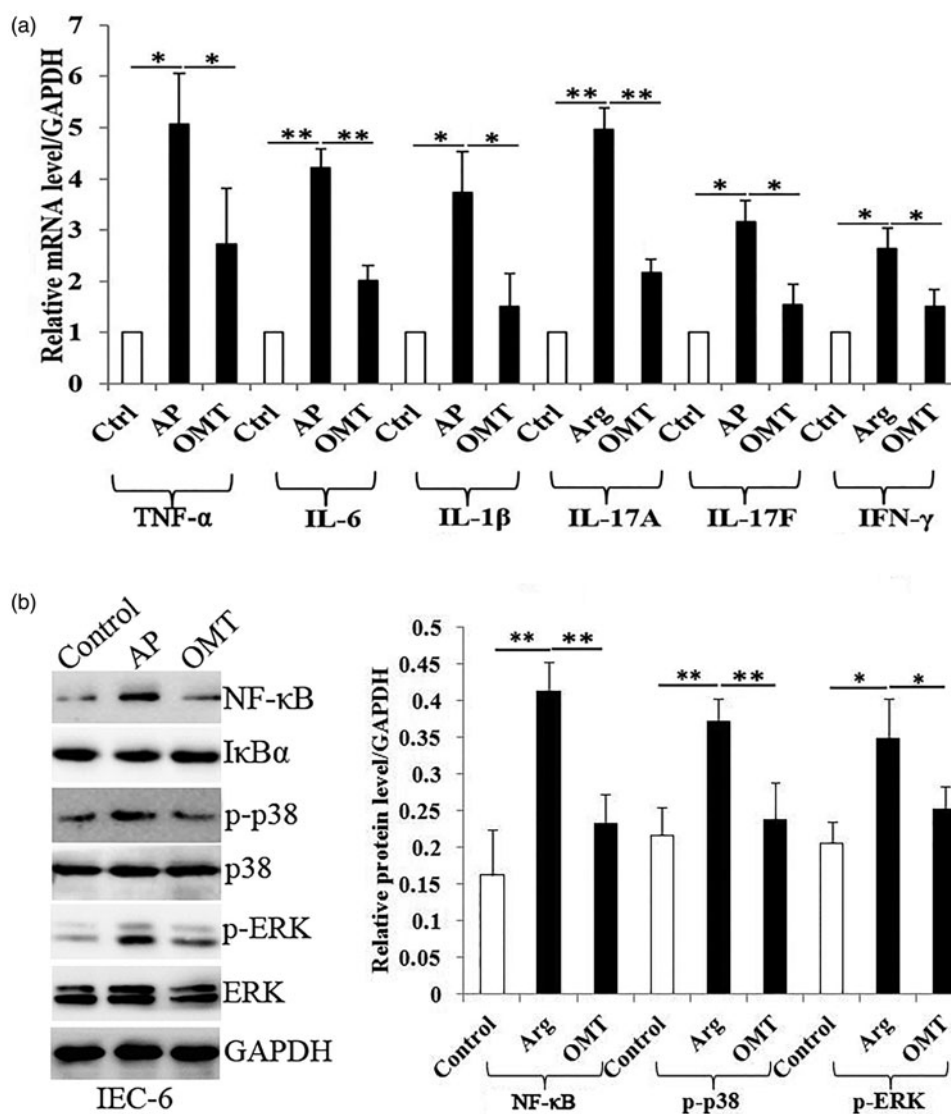 (a)
Relative mRNA level/GAPDH
7
6
5
4
3
2
1
0
* * ** ** * * ** ** * * * *
Ctrl AP OMT Ctrl AP OMT Ctrl AP OMT Ctrl Arg OMT Ctrl AP OMT Ctrl Arg OMT
TNF-α IL-6 IL-1β IL-17A IL-17F IFN-γ
(b)
Control AP OMT
NF-κB
IκBα
p-p38
p38
p-ERK
ERK
GAPDH
IEC-6
Relative protein level/GAPDH
0.5
0.45
0.4
0.35
0.3
0.25
0.2
0.15
0.1
0.05
0
** ** ** ** * *
Control Arg OMT Control Arg OMT Control Arg OMT
NF-κB p-p38 p-ERK